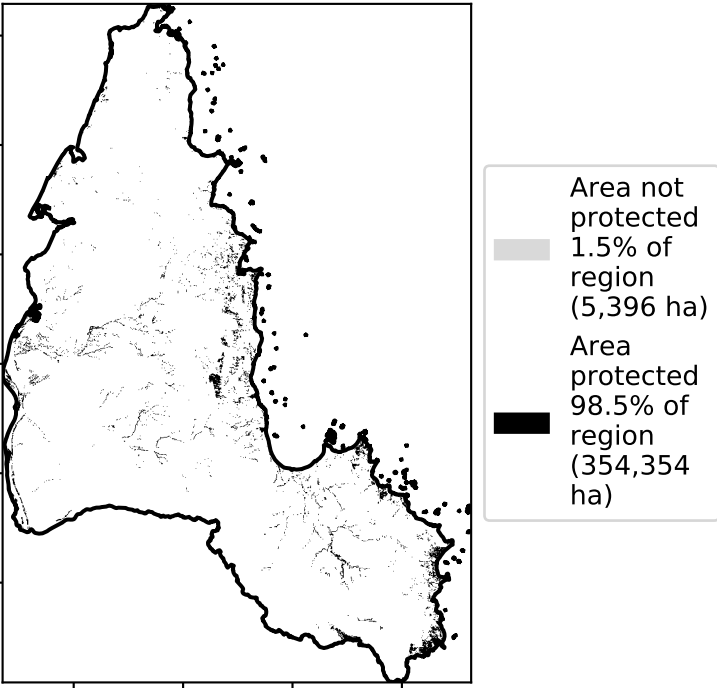 Area not
protected
1.5% of
region
(5,396 ha)
Area
protected
98.5% of
region
(354,354
ha)